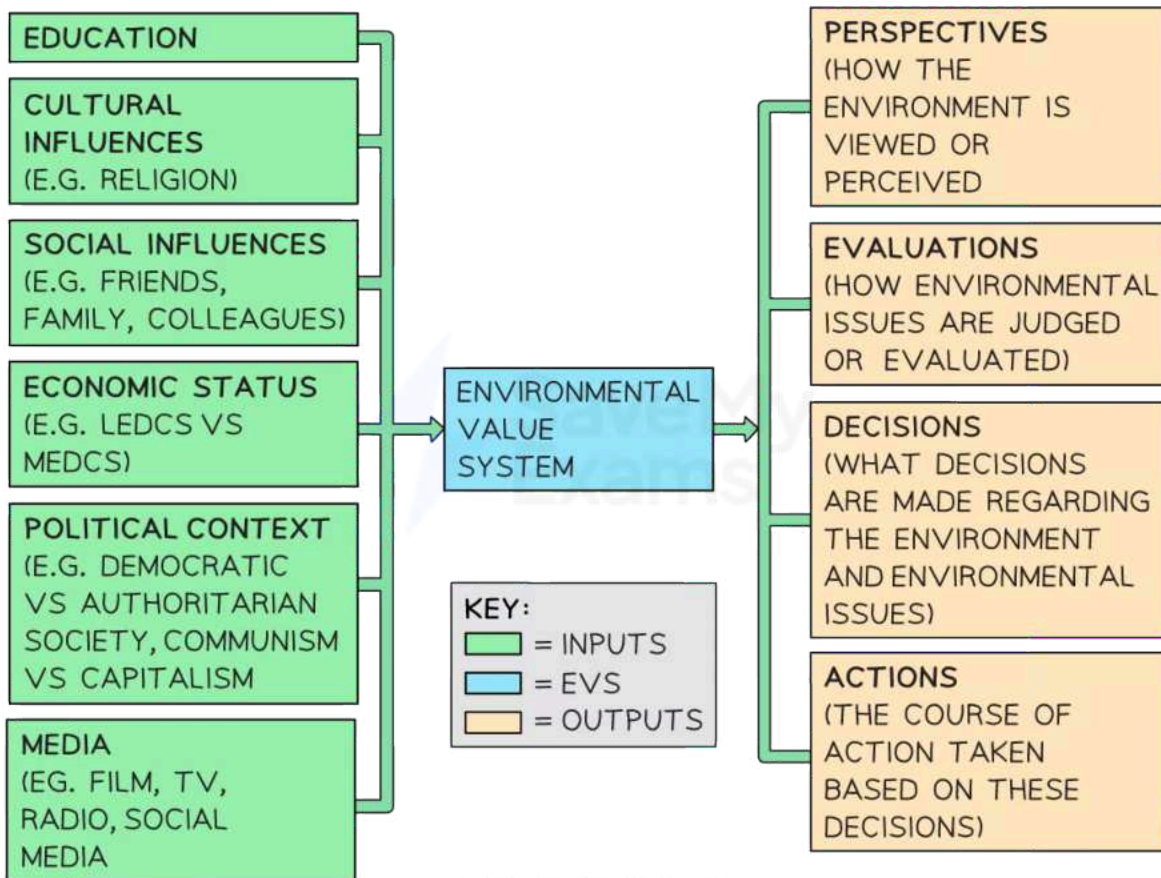 EDUCATION
CULTURAL
INFLUENCES
(E.G. RELIGION)
SOCIAL INFLUENCES
(E.G. FRIENDS,
FAMILY, COLLEAGUES)
ECONOMIC STATUS
(E.G. LEDCS VS
MEDCS)
POLITICAL CONTEXT
(E.G. DEMOCRATIC
VS AUTHORITARIAN
SOCIETY, COMMUNISM
VS CAPITALISM
MEDIA
(EG. FILM, TV,
RADIO, SOCIAL
MEDIA
ENVIRONMENTAL
VALUE
SYSTEM
SaveMy
Exams
KEY:
= INPUTS
= EVS
= OUTPUTS
PERSPECTIVES
(HOW THE
ENVIRONMENT IS
VIEWED OR
PERCEIVED
EVALUATIONS
(HOW ENVIRONMENTAL
ISSUES ARE JUDGED
OR EVALUATED)
DECISIONS
(WHAT DECISIONS
ARE MADE REGARDING
THE ENVIRONMENT
AND ENVIRONMENTAL
ISSUES)
ACTIONS
(THE COURSE OF
ACTION TAKEN
BASED ON THESE
DECISIONS)